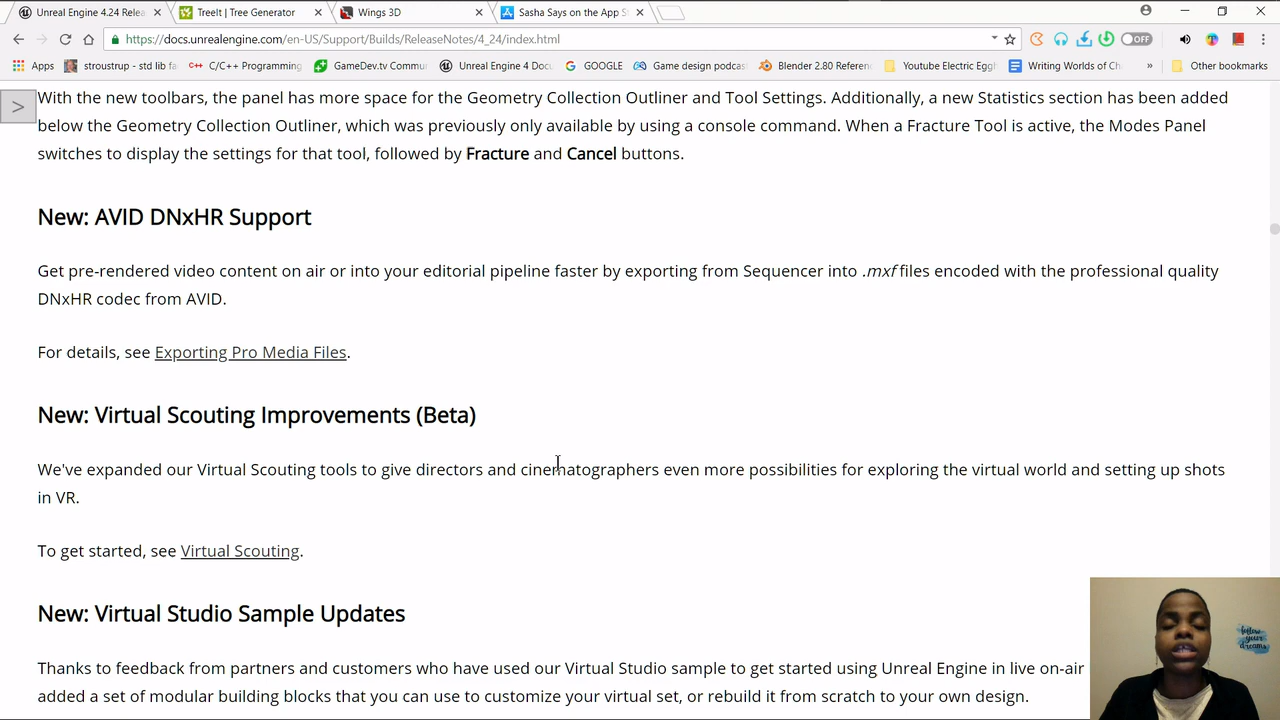 Unreal Engine 4.24 Relea
TreeIt | Tree Generator
Wings 3D
Sasha Says on the App S
https://docs.unrealengine.com/en-US/Support/Builds/ReleaseNotes/4_24/index.html
OFF
Apps
stroustrup - std lib fa
C++ C/C++ Programming
GameDev.tv Commu
Unreal Engine 4 Doc
GOOGLE
Game design podcas
Blender 2.80 Referen
Youtube Electric Eggl
Writing Worlds of Ch
»
Other bookmarks
>
With the new toolbars, the panel has more space for the Geometry Collection Outliner and Tool Settings. Additionally, a new Statistics section has been added
below the Geometry Collection Outliner, which was previously only available by using a console command. When a Fracture Tool is active, the Modes Panel
switches to display the settings for that tool, followed by Fracture and Cancel buttons.
New: AVID DNxHR Support
Get pre-rendered video content on air or into your editorial pipeline faster by exporting from Sequencer into .mxf files encoded with the professional quality
DNxHR codec from AVID.
For details, see Exporting Pro Media Files.
New: Virtual Scouting Improvements (Beta)
We've expanded our Virtual Scouting tools to give directors and cinematographers even more possibilities for exploring the virtual world and setting up shots
in VR.
To get started, see Virtual Scouting.
New: Virtual Studio Sample Updates
Thanks to feedback from partners and customers who have used our Virtual Studio sample to get started using Unreal Engine in live on-air
added a set of modular building blocks that you can use to customize your virtual set, or rebuild it from scratch to your own design.
follow
your
dreams